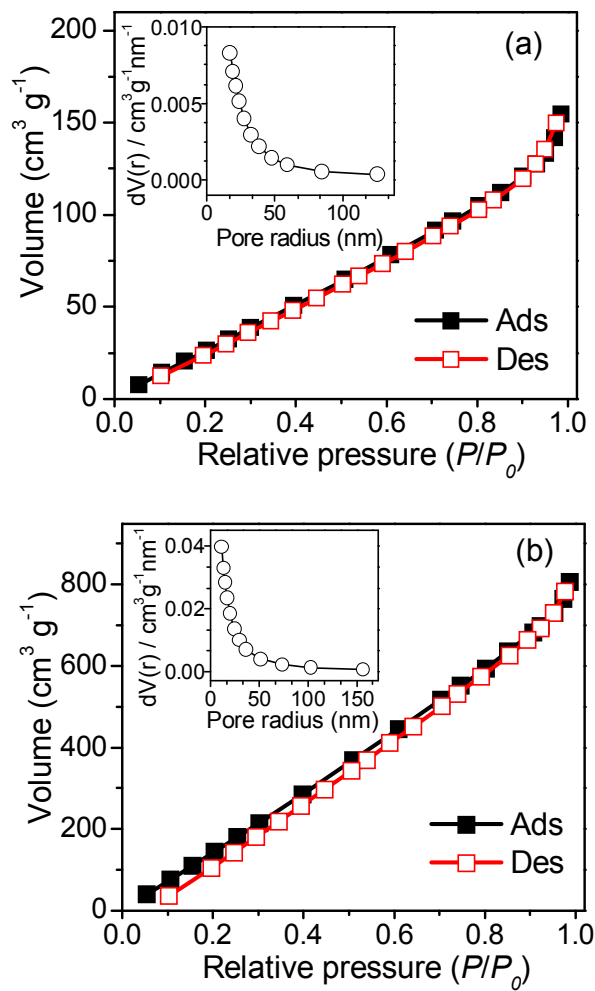 (a)
Volume (cm³ g⁻¹)
200
150
100
50
0
0.0 0.2 0.4 0.6 0.8 1.0
Relative pressure (P/P₀)
Ads
Des
dV(r) / cm³g⁻¹nm⁻¹
0.010
0.005
0.000
0 50 100
Pore radius (nm)
(b)
Volume (cm³ g⁻¹)
800
600
400
200
0
0.0 0.2 0.4 0.6 0.8 1.0
Relative pressure (P/P₀)
Ads
Des
dV(r) / cm³g⁻¹nm⁻¹
0.04
0.02
0.00
0 50 100 150
Pore radius (nm)